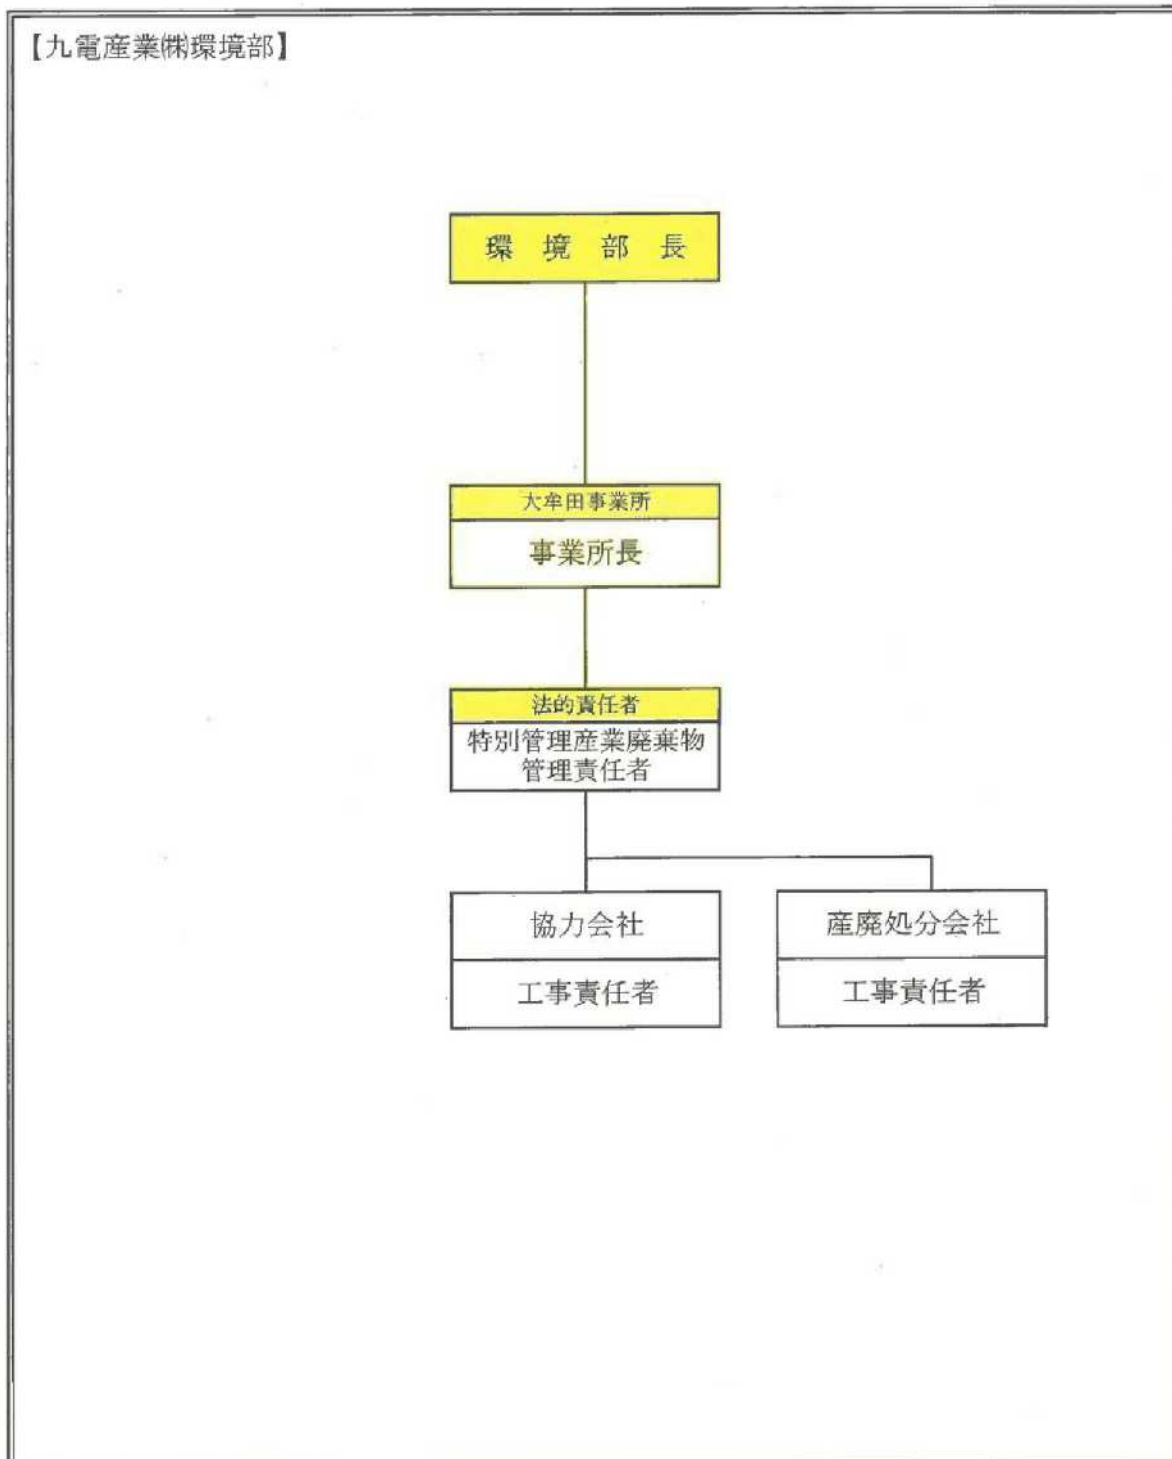 【九電産業㈱環境部】
環 境 部 長
大牟田事業所
事業所長
法的責任者
特別管理産業廃棄物
管理責任者
協力会社
工事責任者
産廃処分会社
工事責任者